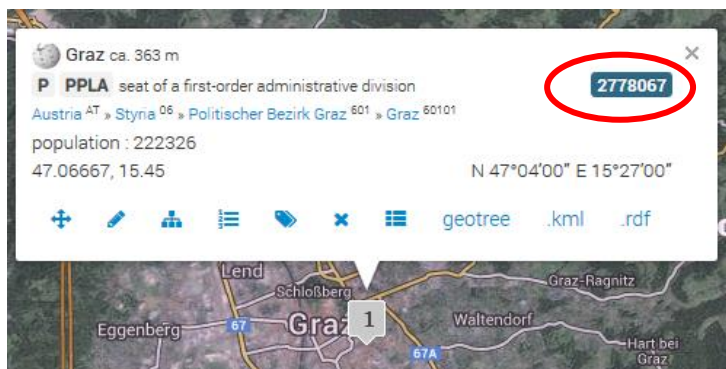 Graz ca. 363 m ×
P PPLA seat of a first-order administrative division 2778067
Austria AT » Styria 06 » Politischer Bezirk Graz 601 » Graz 60101
population : 222326
47.06667, 15.45 N 47°04'00" E 15°27'00"
geotree .kml .rdf
Lend
Schloßberg
Graz-Ragnitz
Eggenberg 67 Graz 1 Waltendorf
67A
Hart bei
Graz